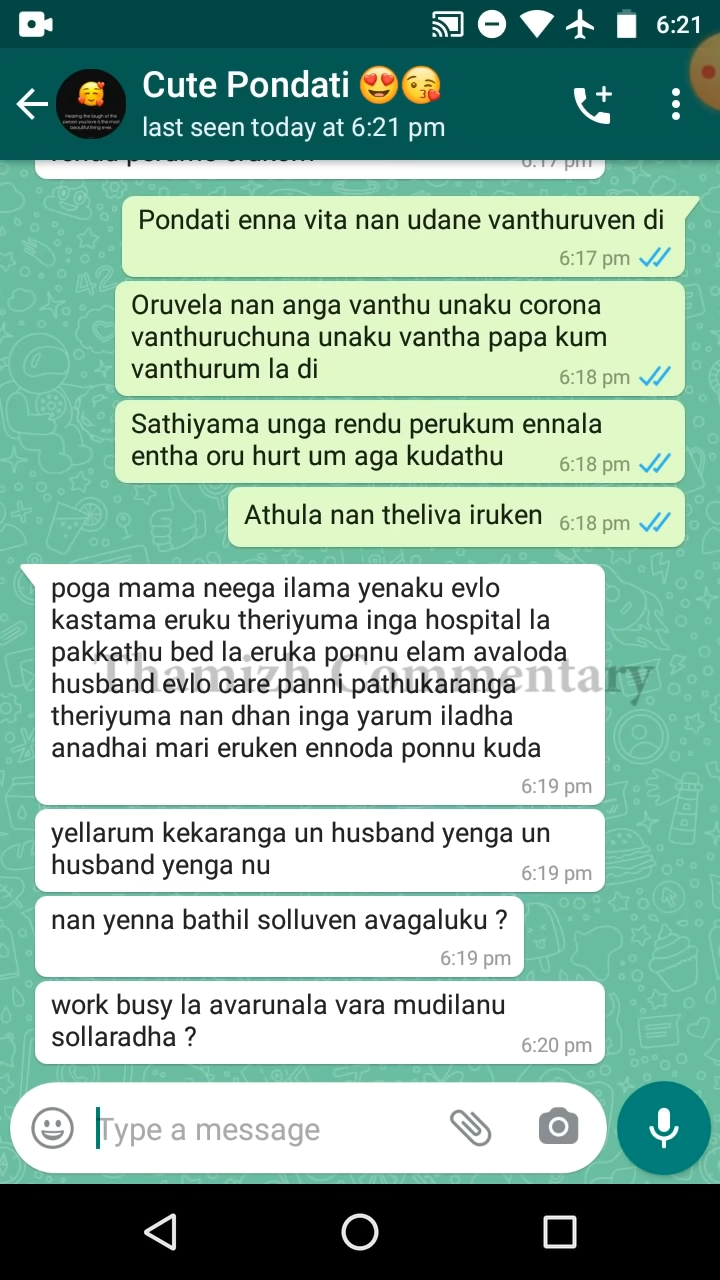 6:21
Cute Pondati 😍😘
last seen today at 6:21 pm
6:17 pm
Pondati enna vita nan udane vanthuruven di
6:17 pm
Oruvela nan anga vanthu unaku corona
vanthuruchuna unaku vantha papa kum
vanthurum la di
6:18 pm
Sathiyama unga rendu perukum ennala
entha oru hurt um aga kudathu
6:18 pm
Athula nan theliva iruken
6:18 pm
poga mama neega ilama yenaku evlo
kastama eruku theriyuma inga hospital la
pakkathu bed la eruka ponnu elam avaloda
husband evlo care panni pathukaranga
theriyuma nan dhan inga yarum iladha
anadhai mari eruken ennoda ponnu kuda
6:19 pm
Thamizh Commentary
yellarum kekaranga un husband yenga un
husband yenga nu
6:19 pm
nan yenna bathil solluven avagaluku ?
6:19 pm
work busy la avarunala vara mudilanu
sollaradha ?
6:20 pm
Type a message